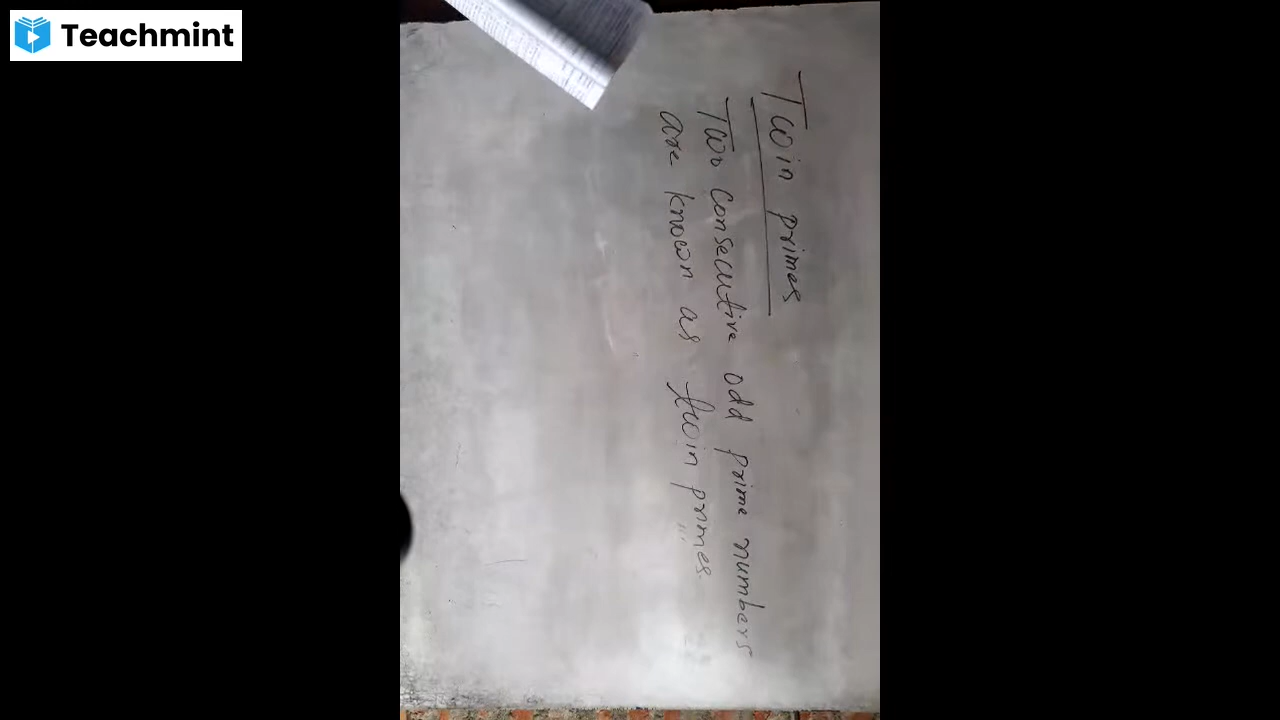 Teachmint
Twin primes
Two consecutive odd prime numbers
are known as twin primes.